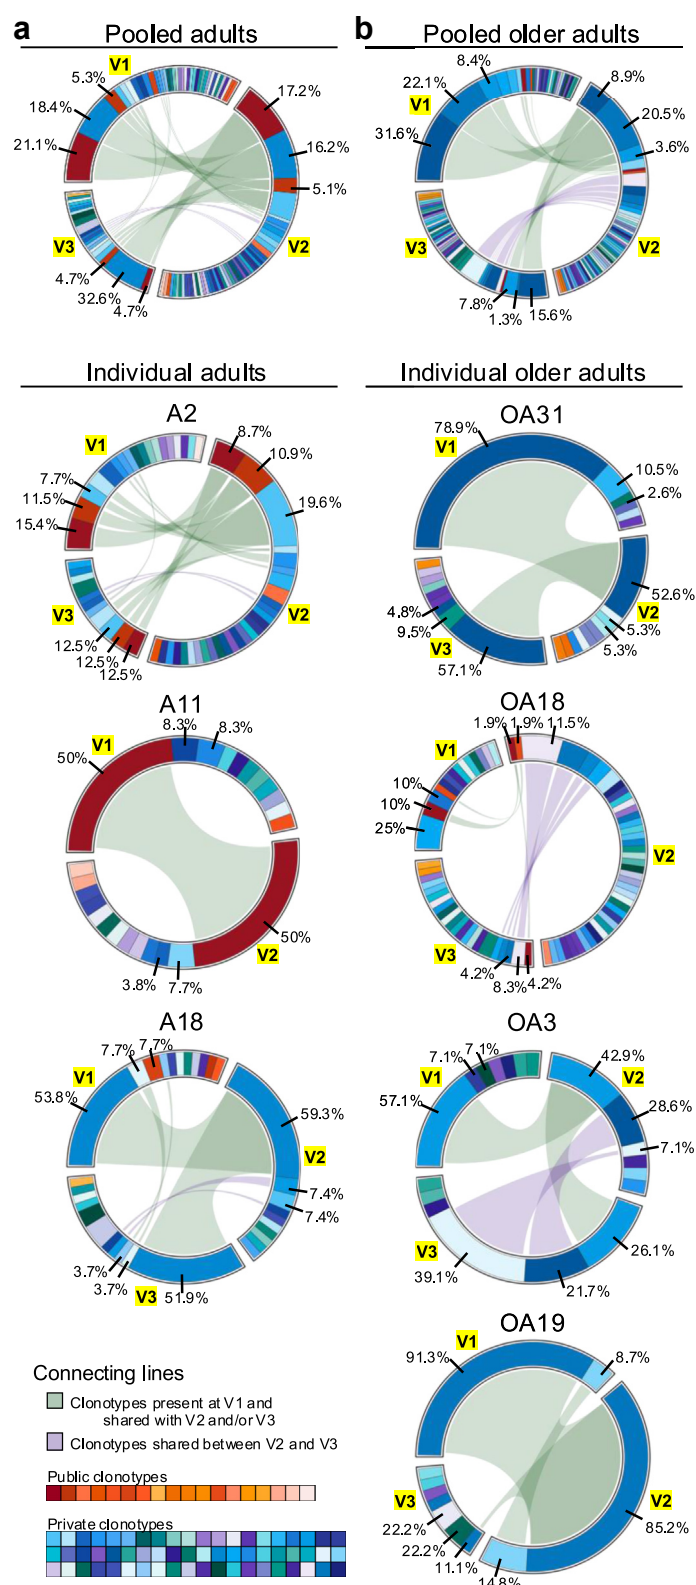 a
Pooled adults
V1
5.3%
18.4%
21.1%
17.2%
16.2%
5.1%
V2
V3
4.7%
32.6%
4.7%
b
Pooled older adults
8.4%
22.1%
V1
31.6%
8.9%
20.5%
3.6%
V2
V3
7.8%
1.3%
15.6%
Individual adults
A2
V1
7.7%
11.5%
15.4%
8.7%
10.9%
19.6%
V2
V3
12.5%
12.5%
12.5%
A11
V1
50%
8.3%
8.3%
50%
V2
3.8%
7.7%
A18
V1
53.8%
7.7%
7.7%
59.3%
V2
7.4%
7.4%
3.7%
3.7%
V3
51.9%
Individual older adults
OA31
78.9%
V1
10.5%
2.6%
52.6%
V2
5.3%
5.3%
4.8%
9.5%
V3
57.1%
OA18
1.9%
1.9%
11.5%
V1
10%
10%
25%
V2
V3
4.2%
8.3%
4.2%
OA3
7.1%
7.1%
V1
57.1%
42.9%
V2
28.6%
7.1%
V3
39.1%
21.7%
26.1%
OA19
V1
91.3%
8.7%
V2
85.2%
V3
22.2%
22.2%
11.1%
14.8%
Connecting lines
Clonotypes present at V1 and
shared with V2 and/or V3
Clonotypes shared between V2 and V3
Public clonotypes
Private clonotypes